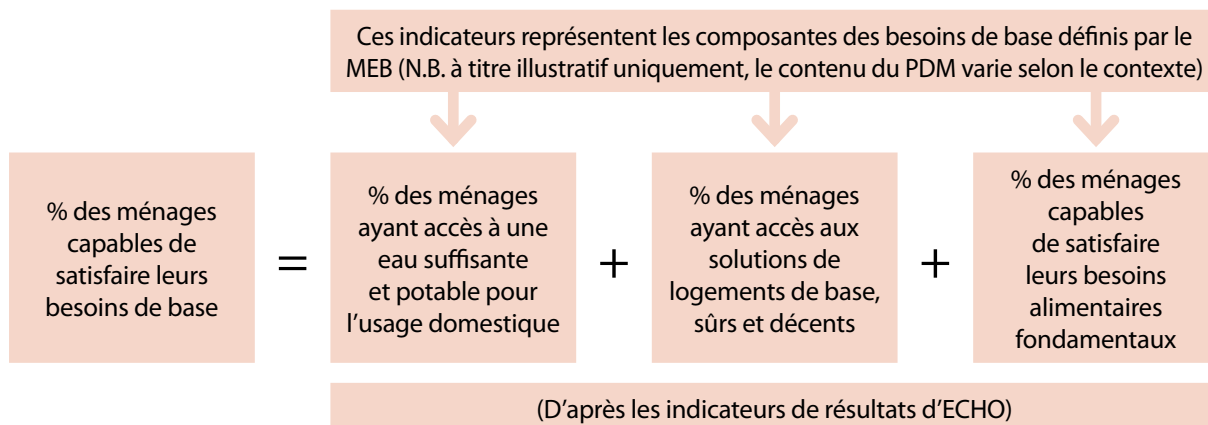 Ces indicateurs représentent les composantes des besoins de base définis par le
MEB (N.B. à titre illustratif uniquement, le contenu du PDM varie selon le contexte)
% des ménages
capables de
satisfaire leurs
besoins de base
=
% des ménages
ayant accès à une
eau suffisante
et potable pour
l’usage domestique
+
% des ménages
ayant accès aux
solutions de
logements de base,
sûrs et décents
+
% des ménages
capables
de satisfaire
leurs besoins
alimentaires
fondamentaux
(D’après les indicateurs de résultats d’ECHO)